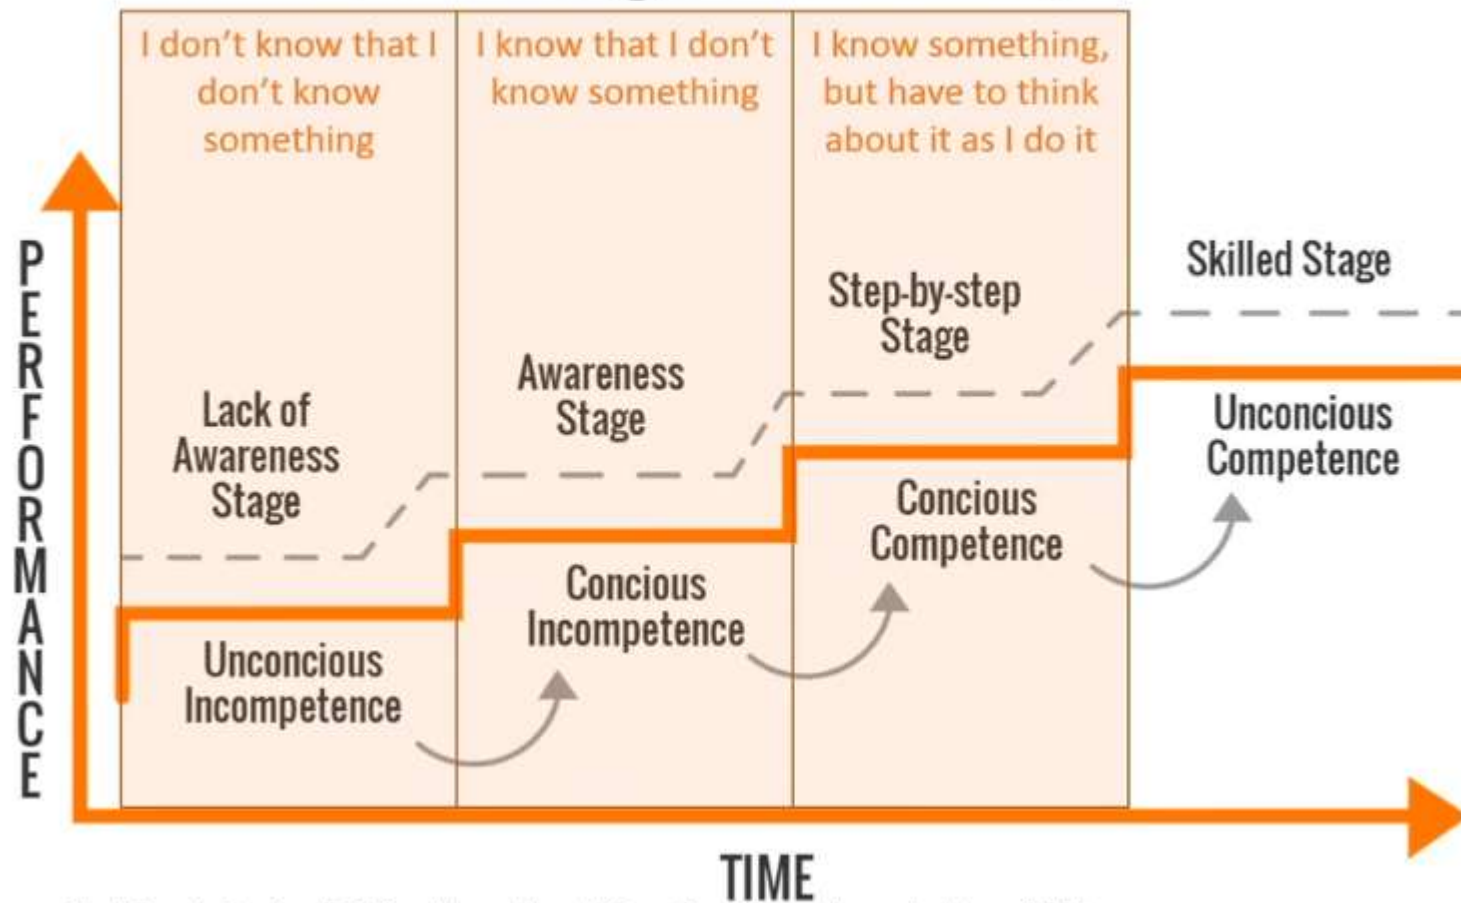 I don't know that I
don't know
something
I know that I don't
know something
I know something,
but have to think
about it as I do it
PERFORMANCE
Lack of
Awareness
Stage
Awareness
Stage
Step-by-step
Stage
Skilled Stage
Unconcious
Incompetence
Concious
Incompetence
Concious
Competence
Unconcious
Competence
TIME